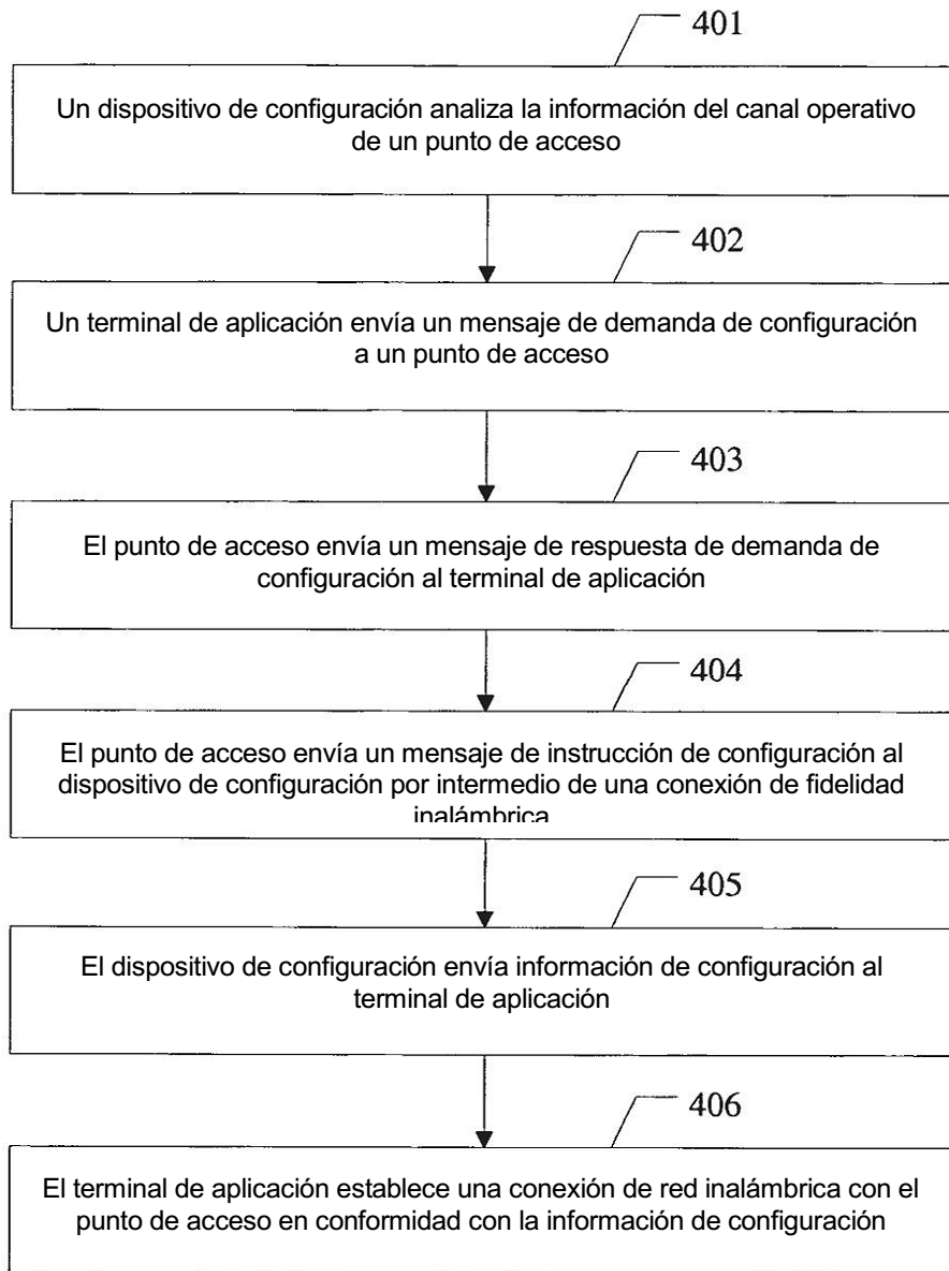 401
Un dispositivo de configuración analiza la información del canal operativo
de un punto de acceso
402
Un terminal de aplicación envía un mensaje de demanda de configuración
a un punto de acceso
403
El punto de acceso envía un mensaje de respuesta de demanda de
configuración al terminal de aplicación
404
El punto de acceso envía un mensaje de instrucción de configuración al
dispositivo de configuración por intermedio de una conexión de fidelidad
inalámbrica
405
El dispositivo de configuración envía información de configuración al
terminal de aplicación
406
El terminal de aplicación establece una conexión de red inalámbrica con el
punto de acceso en conformidad con la información de configuración